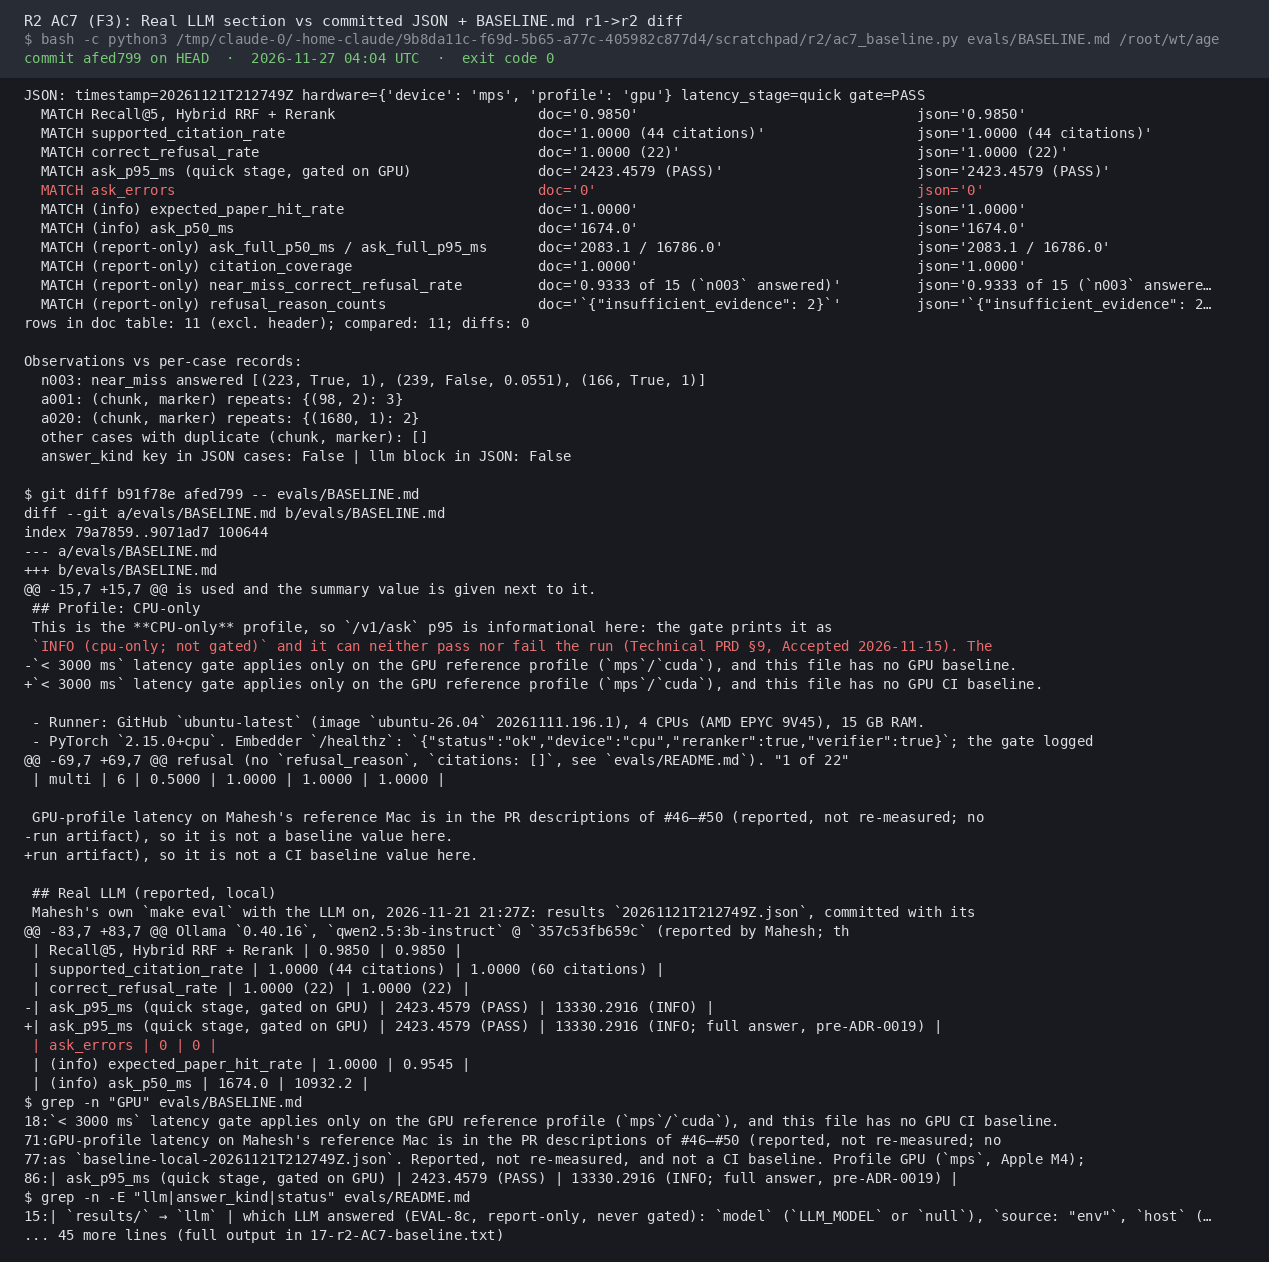 R2 AC7 (F3): Real LLM section vs committed JSON + BASELINE.md r1->r2 diff
$ bash -c python3 /tmp/claude-0/-home-claude/9b8da11c-f69d-5b65-a77c-405982c877d4/scratchpad/r2/ac7_baseline.py evals/BASELINE.md /root/wt/age
commit afed799 on HEAD  ·  2026-11-27 04:04 UTC  ·  exit code 0
JSON: timestamp=20261121T212749Z hardware={'device': 'mps', 'profile': 'gpu'} latency_stage=quick gate=PASS
  MATCH Recall@5, Hybrid RRF + Rerank                        doc='0.9850'                                 json='0.9850'
  MATCH supported_citation_rate                              doc='1.0000 (44 citations)'                  json='1.0000 (44 citations)'
  MATCH correct_refusal_rate                                 doc='1.0000 (22)'                            json='1.0000 (22)'
  MATCH ask_p95_ms (quick stage, gated on GPU)               doc='2423.4579 (PASS)'                       json='2423.4579 (PASS)'
  MATCH ask_errors                                           doc='0'                                      json='0'
  MATCH (info) expected_paper_hit_rate                       doc='1.0000'                                 json='1.0000'
  MATCH (info) ask_p50_ms                                    doc='1674.0'                                 json='1674.0'
  MATCH (report-only) ask_full_p50_ms / ask_full_p95_ms      doc='2083.1 / 16786.0'                       json='2083.1 / 16786.0'
  MATCH (report-only) citation_coverage                      doc='1.0000'                                 json='1.0000'
  MATCH (report-only) near_miss_correct_refusal_rate         doc='0.9333 of 15 (`n003` answered)'         json='0.9333 of 15 (`n003` answere…
  MATCH (report-only) refusal_reason_counts                  doc='`{"insufficient_evidence": 2}`'         json='`{"insufficient_evidence": 2…
rows in doc table: 11 (excl. header); compared: 11; diffs: 0

Observations vs per-case records:
  n003: near_miss answered [(223, True, 1), (239, False, 0.0551), (166, True, 1)]
  a001: (chunk, marker) repeats: {(98, 2): 3}
  a020: (chunk, marker) repeats: {(1680, 1): 2}
  other cases with duplicate (chunk, marker): []
  answer_kind key in JSON cases: False | llm block in JSON: False

$ git diff b91f78e afed799 -- evals/BASELINE.md
diff --git a/evals/BASELINE.md b/evals/BASELINE.md
index 79a7859..9071ad7 100644
--- a/evals/BASELINE.md
+++ b/evals/BASELINE.md
@@ -15,7 +15,7 @@ is used and the summary value is given next to it.
 ## Profile: CPU-only
 This is the **CPU-only** profile, so `/v1/ask` p95 is informational here: the gate prints it as
 `INFO (cpu-only; not gated)` and it can neither pass nor fail the run (Technical PRD §9, Accepted 2026-11-15). The
-`< 3000 ms` latency gate applies only on the GPU reference profile (`mps`/`cuda`), and this file has no GPU baseline.
+`< 3000 ms` latency gate applies only on the GPU reference profile (`mps`/`cuda`), and this file has no GPU CI baseline.

 - Runner: GitHub `ubuntu-latest` (image `ubuntu-26.04` 20261111.196.1), 4 CPUs (AMD EPYC 9V45), 15 GB RAM.
 - PyTorch `2.15.0+cpu`. Embedder `/healthz`: `{"status":"ok","device":"cpu","reranker":true,"verifier":true}`; the gate logged
@@ -69,7 +69,7 @@ refusal (no `refusal_reason`, `citations: []`, see `evals/README.md`). "1 of 22"
 | multi | 6 | 0.5000 | 1.0000 | 1.0000 | 1.0000 |

 GPU-profile latency on Mahesh's reference Mac is in the PR descriptions of #46–#50 (reported, not re-measured; no
-run artifact), so it is not a baseline value here.
+run artifact), so it is not a CI baseline value here.

 ## Real LLM (reported, local)
 Mahesh's own `make eval` with the LLM on, 2026-11-21 21:27Z: results `20261121T212749Z.json`, committed with its
@@ -83,7 +83,7 @@ Ollama `0.40.16`, `qwen2.5:3b-instruct` @ `357c53fb659c` (reported by Mahesh; th
 | Recall@5, Hybrid RRF + Rerank | 0.9850 | 0.9850 |
 | supported_citation_rate | 1.0000 (44 citations) | 1.0000 (60 citations) |
 | correct_refusal_rate | 1.0000 (22) | 1.0000 (22) |
-| ask_p95_ms (quick stage, gated on GPU) | 2423.4579 (PASS) | 13330.2916 (INFO) |
+| ask_p95_ms (quick stage, gated on GPU) | 2423.4579 (PASS) | 13330.2916 (INFO; full answer, pre-ADR-0019) |
 | ask_errors | 0 | 0 |
 | (info) expected_paper_hit_rate | 1.0000 | 0.9545 |
 | (info) ask_p50_ms | 1674.0 | 10932.2 |
$ grep -n "GPU" evals/BASELINE.md
18:`< 3000 ms` latency gate applies only on the GPU reference profile (`mps`/`cuda`), and this file has no GPU CI baseline.
71:GPU-profile latency on Mahesh's reference Mac is in the PR descriptions of #46–#50 (reported, not re-measured; no
77:as `baseline-local-20261121T212749Z.json`. Reported, not re-measured, and not a CI baseline. Profile GPU (`mps`, Apple M4);
86:| ask_p95_ms (quick stage, gated on GPU) | 2423.4579 (PASS) | 13330.2916 (INFO; full answer, pre-ADR-0019) |
$ grep -n -E "llm|answer_kind|status" evals/README.md
15:| `results/` → `llm` | which LLM answered (EVAL-8c, report-only, never gated): `model` (`LLM_MODEL` or `null`), `source: "env"`, `host` (…
... 45 more lines (full output in 17-r2-AC7-baseline.txt)